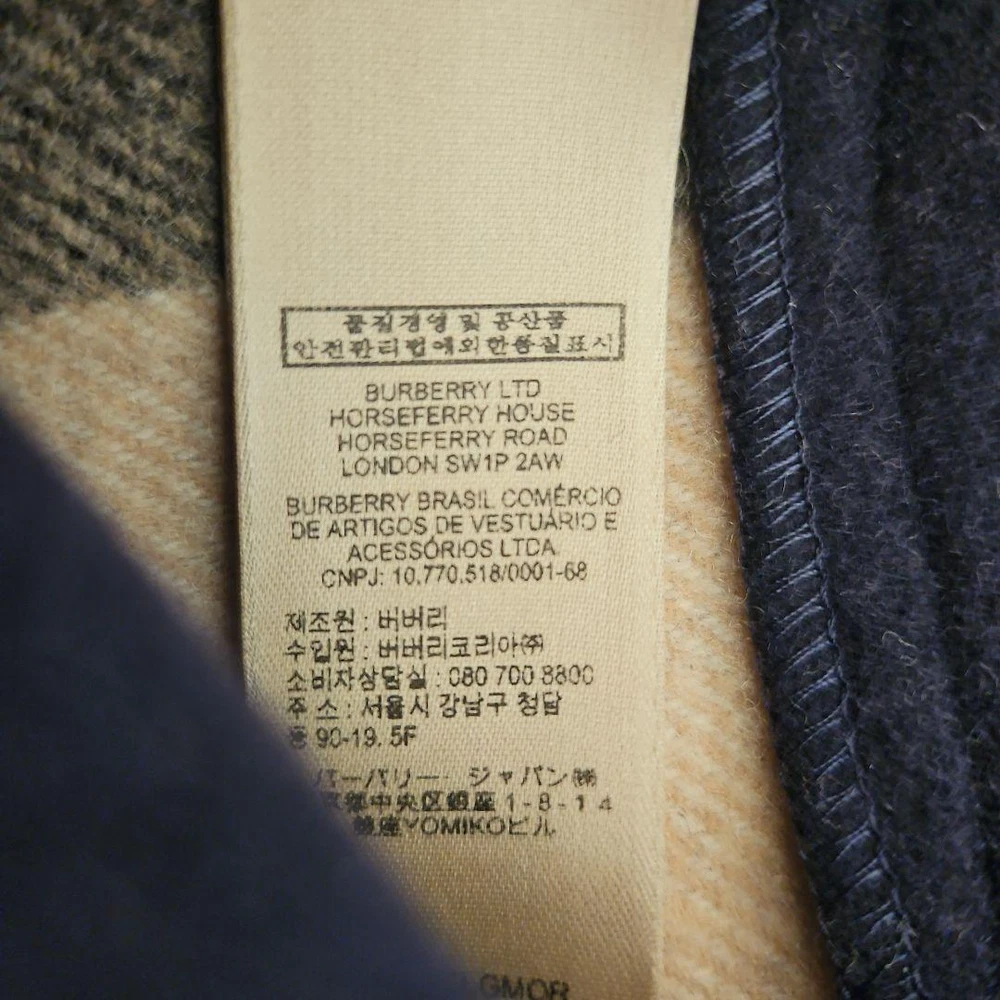 품질경영 및 공산품
안전관리법에의한품질표시
BURBERRY LTD
HORSEFERRY HOUSE
HORSEFERRY ROAD
LONDON SW1P 2AW
BURBERRY BRASIL COMÉRCIO
DE ARTIGOS DE VESTUÁRIO E
ACESSÓRIOS LTDA
CNPJ: 10.770.518/0001-68
제조원 : 버버리
수입원 : 버버리코리아㈜
소비자상담실 : 080 700 8800
주 소 : 서울시 강남구 청담
동 90-19. 5F
バーバリー・ジャパン㈱
京都中央区銀座 1-8-14
銀座YOMIKOビル